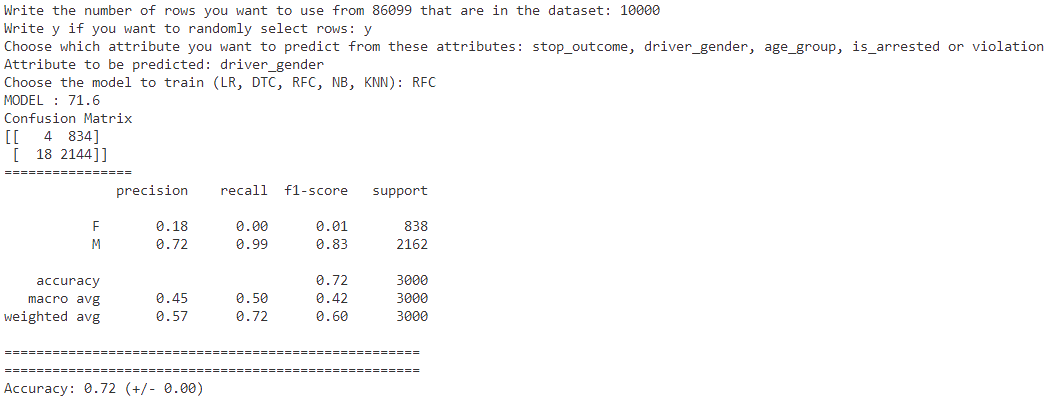 Write the number of rows you want to use from 86099 that are in the dataset: 10000
Write y if you want to randomly select rows: y
Choose which attribute you want to predict from these attributes: stop_outcome, driver_gender, age_group, is_arrested or violation
Attribute to be predicted: driver_gender
Choose the model to train (LR, DTC, RFC, NB, KNN): RFC
MODEL : 71.6
Confusion Matrix
[[   4  834]
 [  18 2144]]
================
              precision    recall  f1-score   support

           F       0.18      0.00      0.01       838
           M       0.72      0.99      0.83      2162

    accuracy                           0.72      3000
   macro avg       0.45      0.50      0.42      3000
weighted avg       0.57      0.72      0.60      3000

====================================================
====================================================
Accuracy: 0.72 (+/- 0.00)